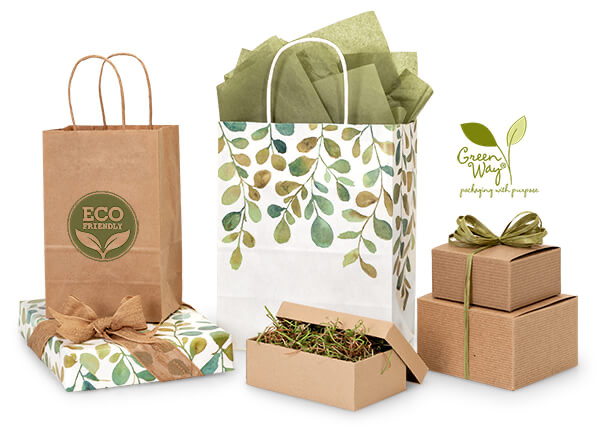 ECO
FRIENDLY
Green
Way®
packaging with purpose